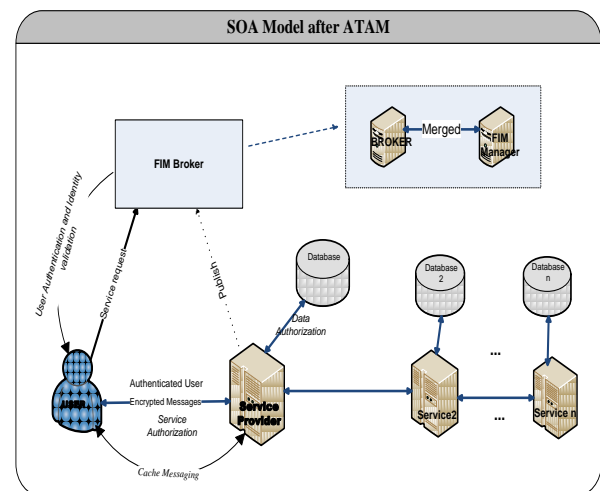 SOA Model after ATAM
BROKER
Merged
FIM
Manager
FIM Broker
User Authentication and Identity
validation
Service request
Publish
Database
Data
Authorization
Database
2
Database
n
...
USER
Authenticated User
Encrypted Messages
Service
Authorization
Service
Provider
Service2
...
Service n
Cache Messaging